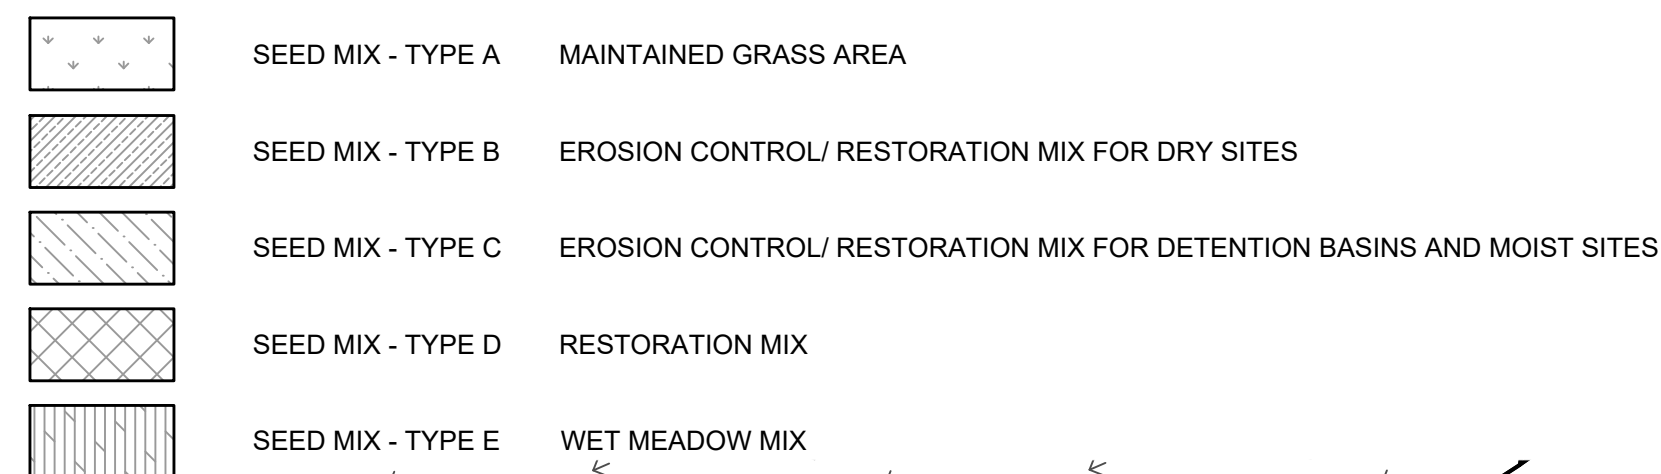 SEED MIX - TYPE A MAINTAINED GRASS AREA
SEED MIX - TYPE B EROSION CONTROL/ RESTORATION MIX FOR DRY SITES
SEED MIX - TYPE C EROSION CONTROL/ RESTORATION MIX FOR DETENTION BASINS AND MOIST SITES
SEED MIX - TYPE D RESTORATION MIX
SEED MIX - TYPE E WET MEADOW MIX